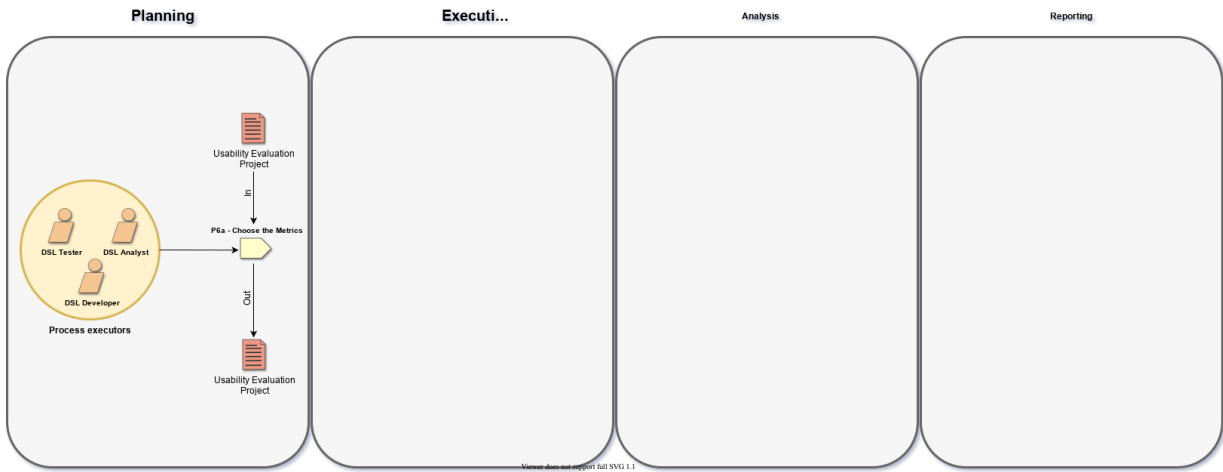 Planning
Executi...
Analysis
Reporting
Usability Evaluation
Project
In
P6a - Choose the Metrics
DSL Tester
DSL Analyst
DSL Developer
Process executors
Out
Usability Evaluation
Project
Viewer does not support full SVG 1.1